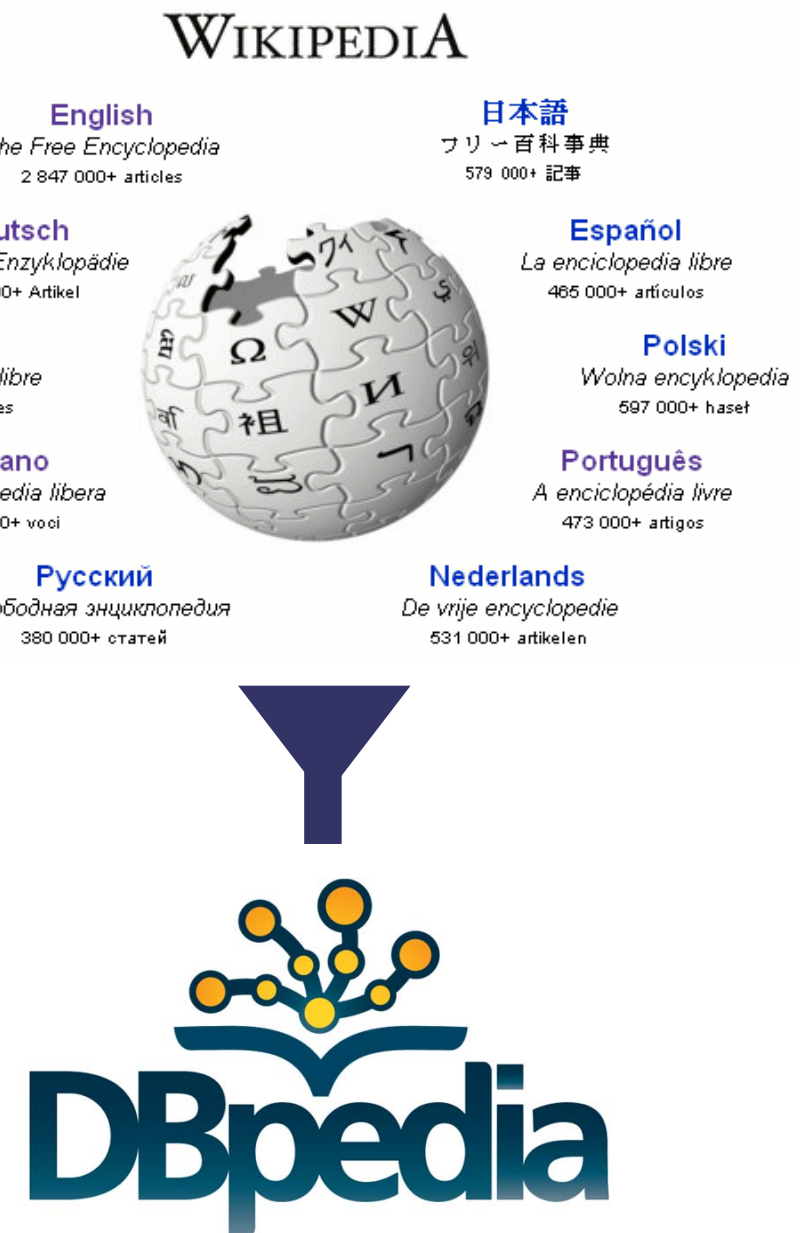 WIKIPEDIA
English
he Free Encyclopedia
2 847 000+ articles
日本語
フリー百科事典
579 000+ 記事
utsch
Enzyklopädie
0+ Artikel
Español
La enciclopedia libre
465 000+ artículos
libre
es
Polski
Wolna encyklopedia
597 000+ haseł
ano
edia libera
0+ voci
Português
A enciclopédia livre
473 000+ artigos
ワイ
W
Ω
И
祖
Русский
ободная энциклопедия
380 000+ статей
Nederlands
De vrije encyclopedie
531 000+ artikelen
DBpedia